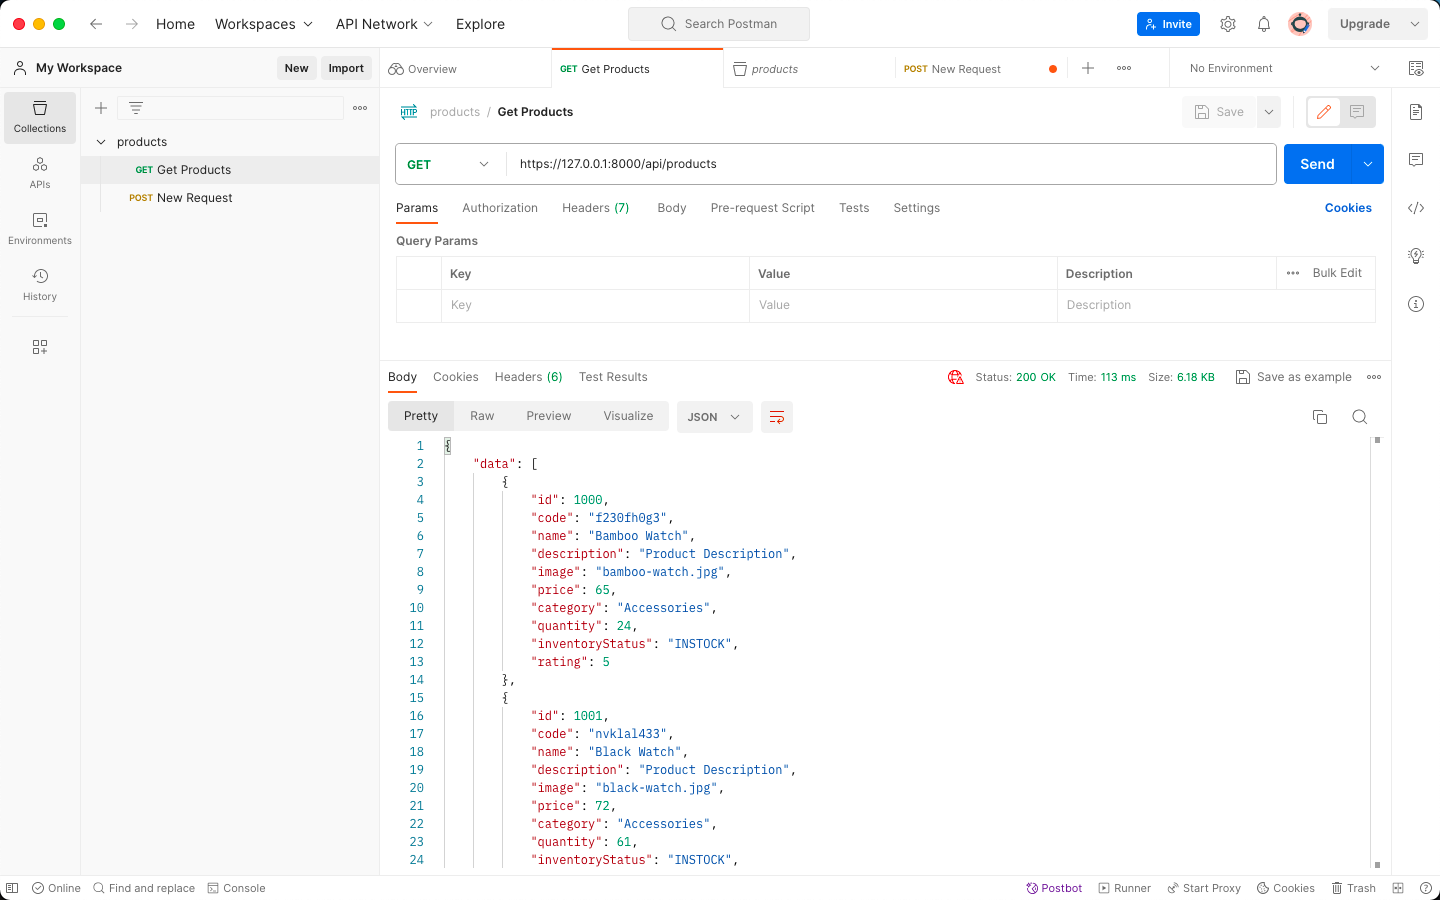 Home Workspaces API Network Explore Search Postman Invite Upgrade
My Workspace New Import Overview GET Get Products products POST New Request No Environment
Collections
APIs
Environments
History
products
GET Get Products
POST New Request
HTTP products / Get Products Save
GET https://127.0.0.1:8000/api/products Send
Params Authorization Headers (7) Body Pre-request Script Tests Settings Cookies
Query Params
Key Value Description Bulk Edit
Key Value Description
Body Cookies Headers (6) Test Results Status: 200 OK Time: 113 ms Size: 6.18 KB Save as example
Pretty Raw Preview Visualize JSON
1 {
2 "data": [
3 {
4 "id": 1000,
5 "code": "f230fh0g3",
6 "name": "Bamboo Watch",
7 "description": "Product Description",
8 "image": "bamboo-watch.jpg",
9 "price": 65,
10 "category": "Accessories",
11 "quantity": 24,
12 "inventoryStatus": "INSTOCK",
13 "rating": 5
14 },
15 {
16 "id": 1001,
17 "code": "nvklal433",
18 "name": "Black Watch",
19 "description": "Product Description",
20 "image": "black-watch.jpg",
21 "price": 72,
22 "category": "Accessories",
23 "quantity": 61,
24 "inventoryStatus": "INSTOCK",
Online Find and replace Console Postbot Runner Start Proxy Cookies Trash